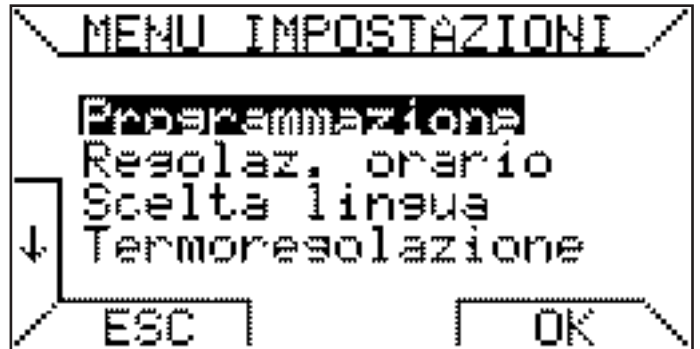 MENU IMPOSTAZIONI
Programmazione
Regolaz. orario
Scelta lingua
Termoregolazione
ESC OK